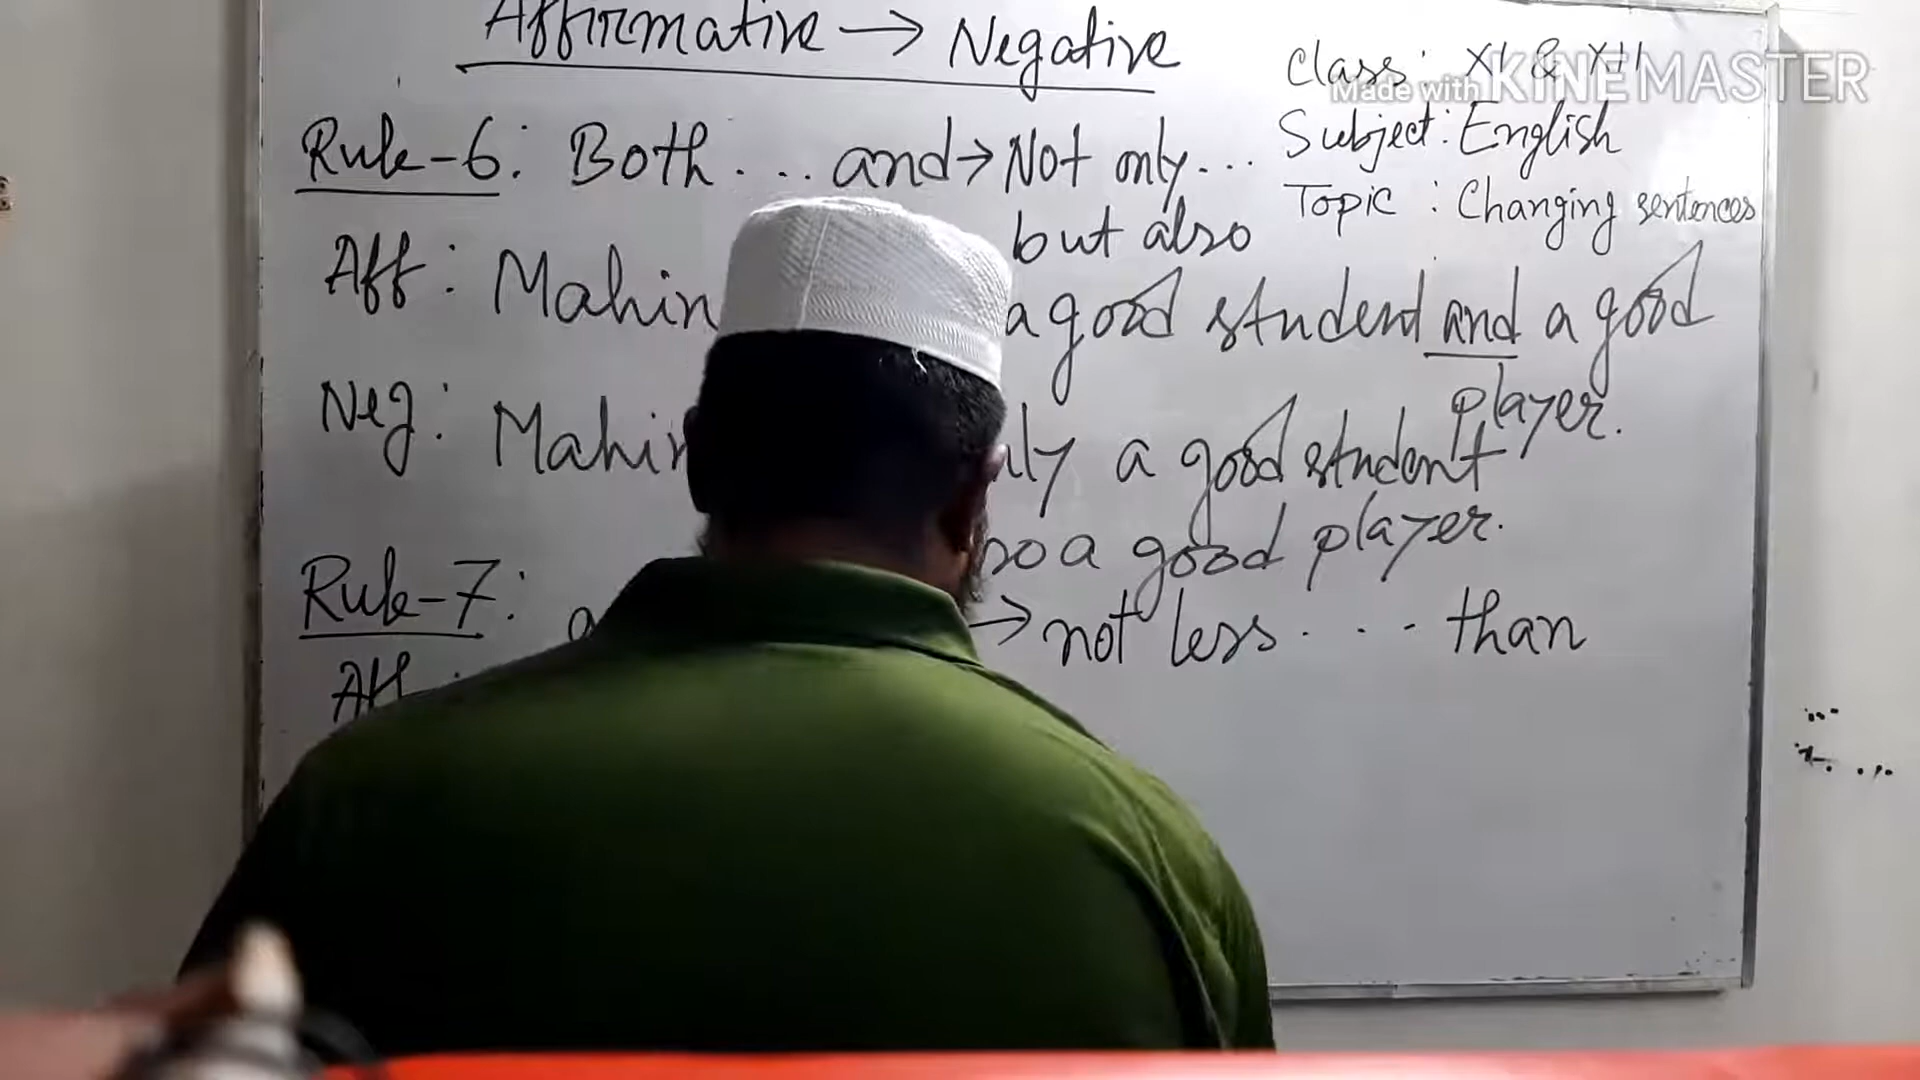 Affirmative → Negative
Class: XI & XII
Made with KINEMASTER
Subject: English
Topic : Changing sentences
Rule-6: Both ... and → Not only...
but also
Aff: Mahin a good student and a good
player.
Neg: Mahin a good student
a good player.
Rule-7: → not less ... than
Aff :